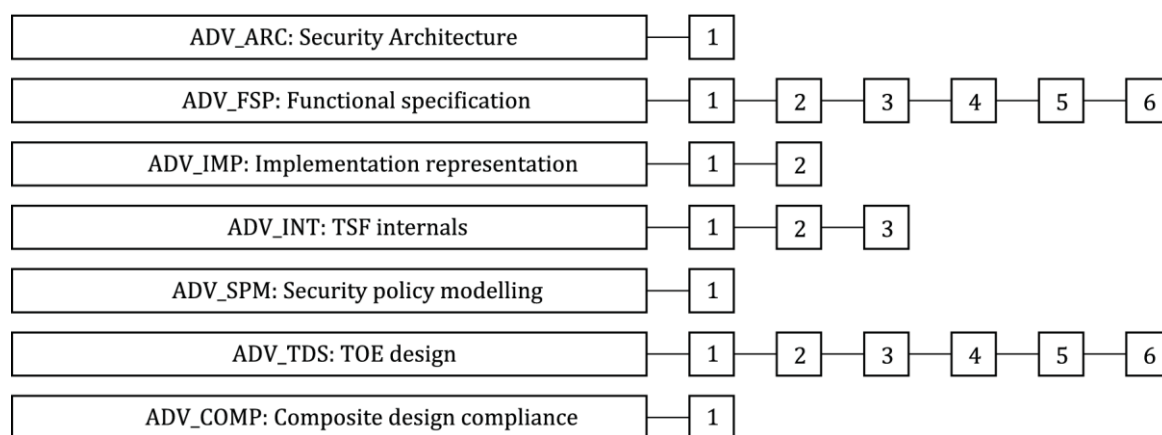 ADV_ARC: Security Architecture 1
ADV_FSP: Functional specification 1 2 3 4 5 6
ADV_IMP: Implementation representation 1 2
ADV_INT: TSF internals 1 2 3
ADV_SPM: Security policy modelling 1
ADV_TDS: TOE design 1 2 3 4 5 6
ADV_COMP: Composite design compliance 1